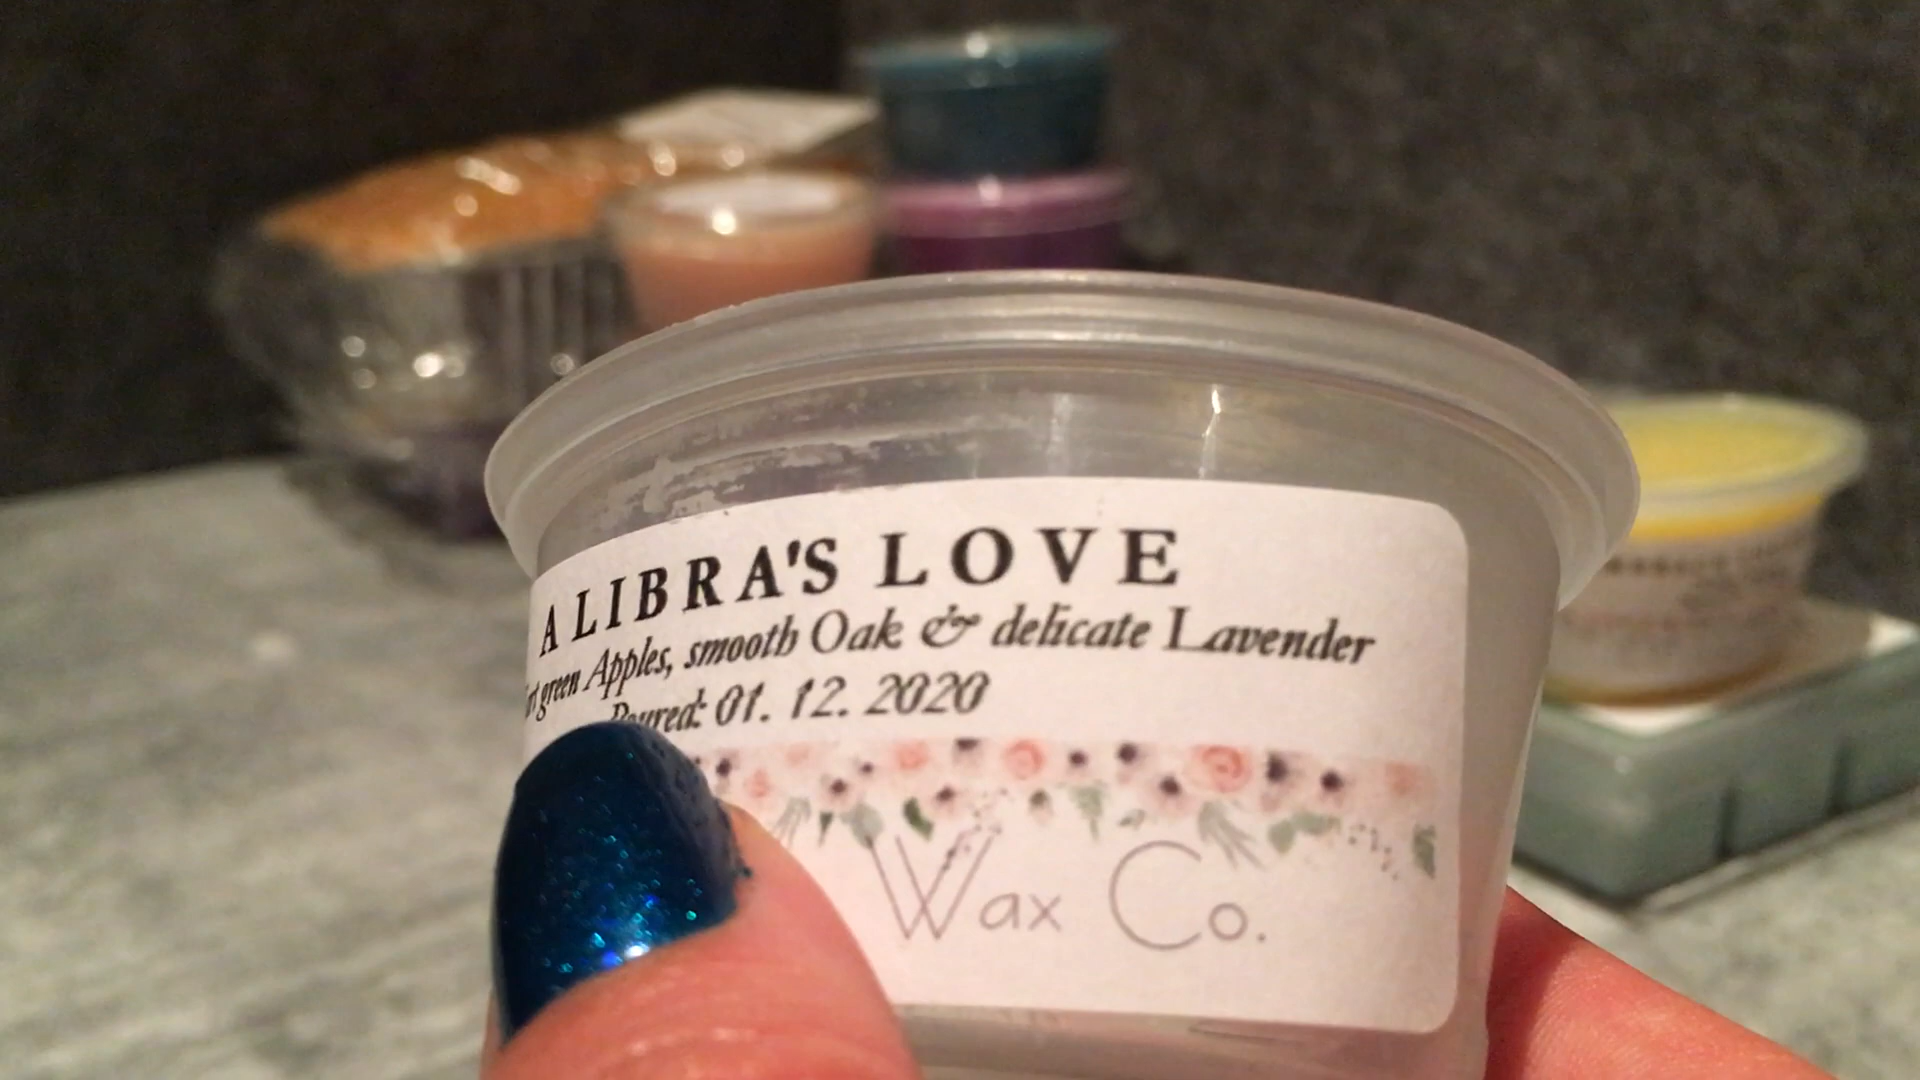 A LIBRA'S LOVE
green Apples, smooth Oak & delicate Lavender
Poured: 01. 12. 2020
Wax Co.